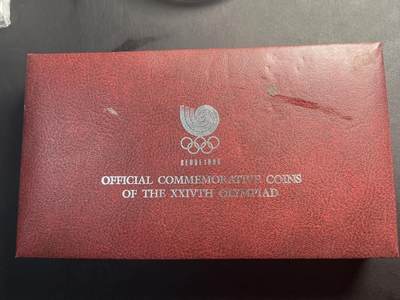 SEOUL 1988
OFFICIAL COMMEMORATIVE COINS
OF THE XXIVTH OLYMPIAD